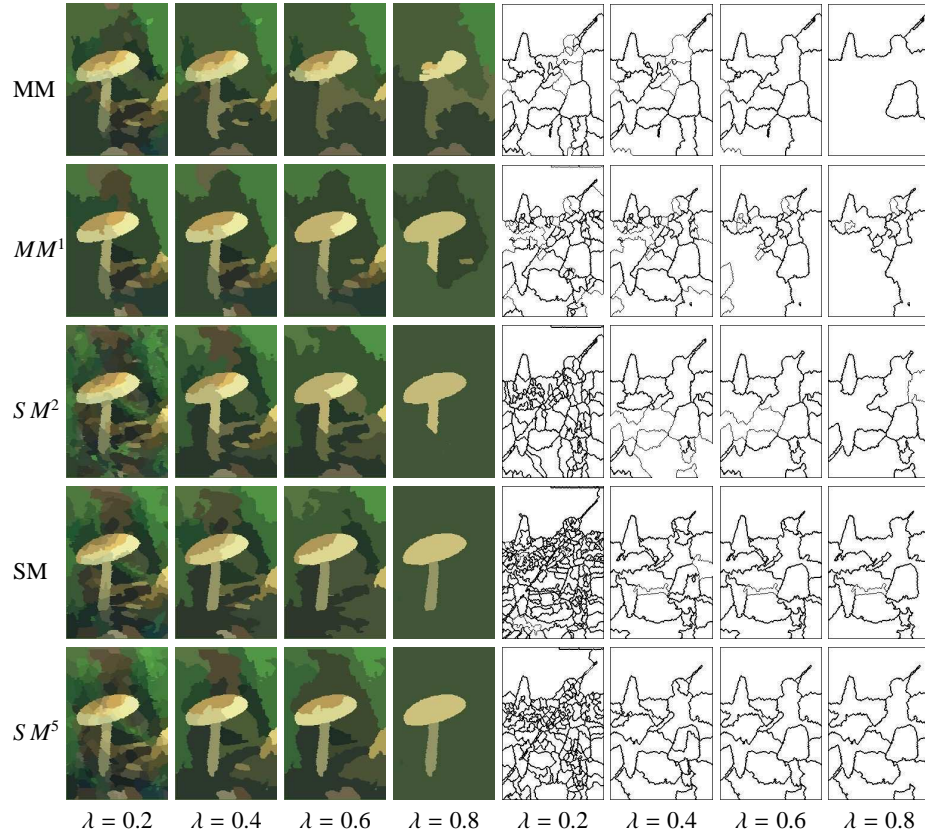 MM
MM¹
SM²
SM
SM⁵
λ = 0.2 λ = 0.4 λ = 0.6 λ = 0.8 λ = 0.2 λ = 0.4 λ = 0.6 λ = 0.8